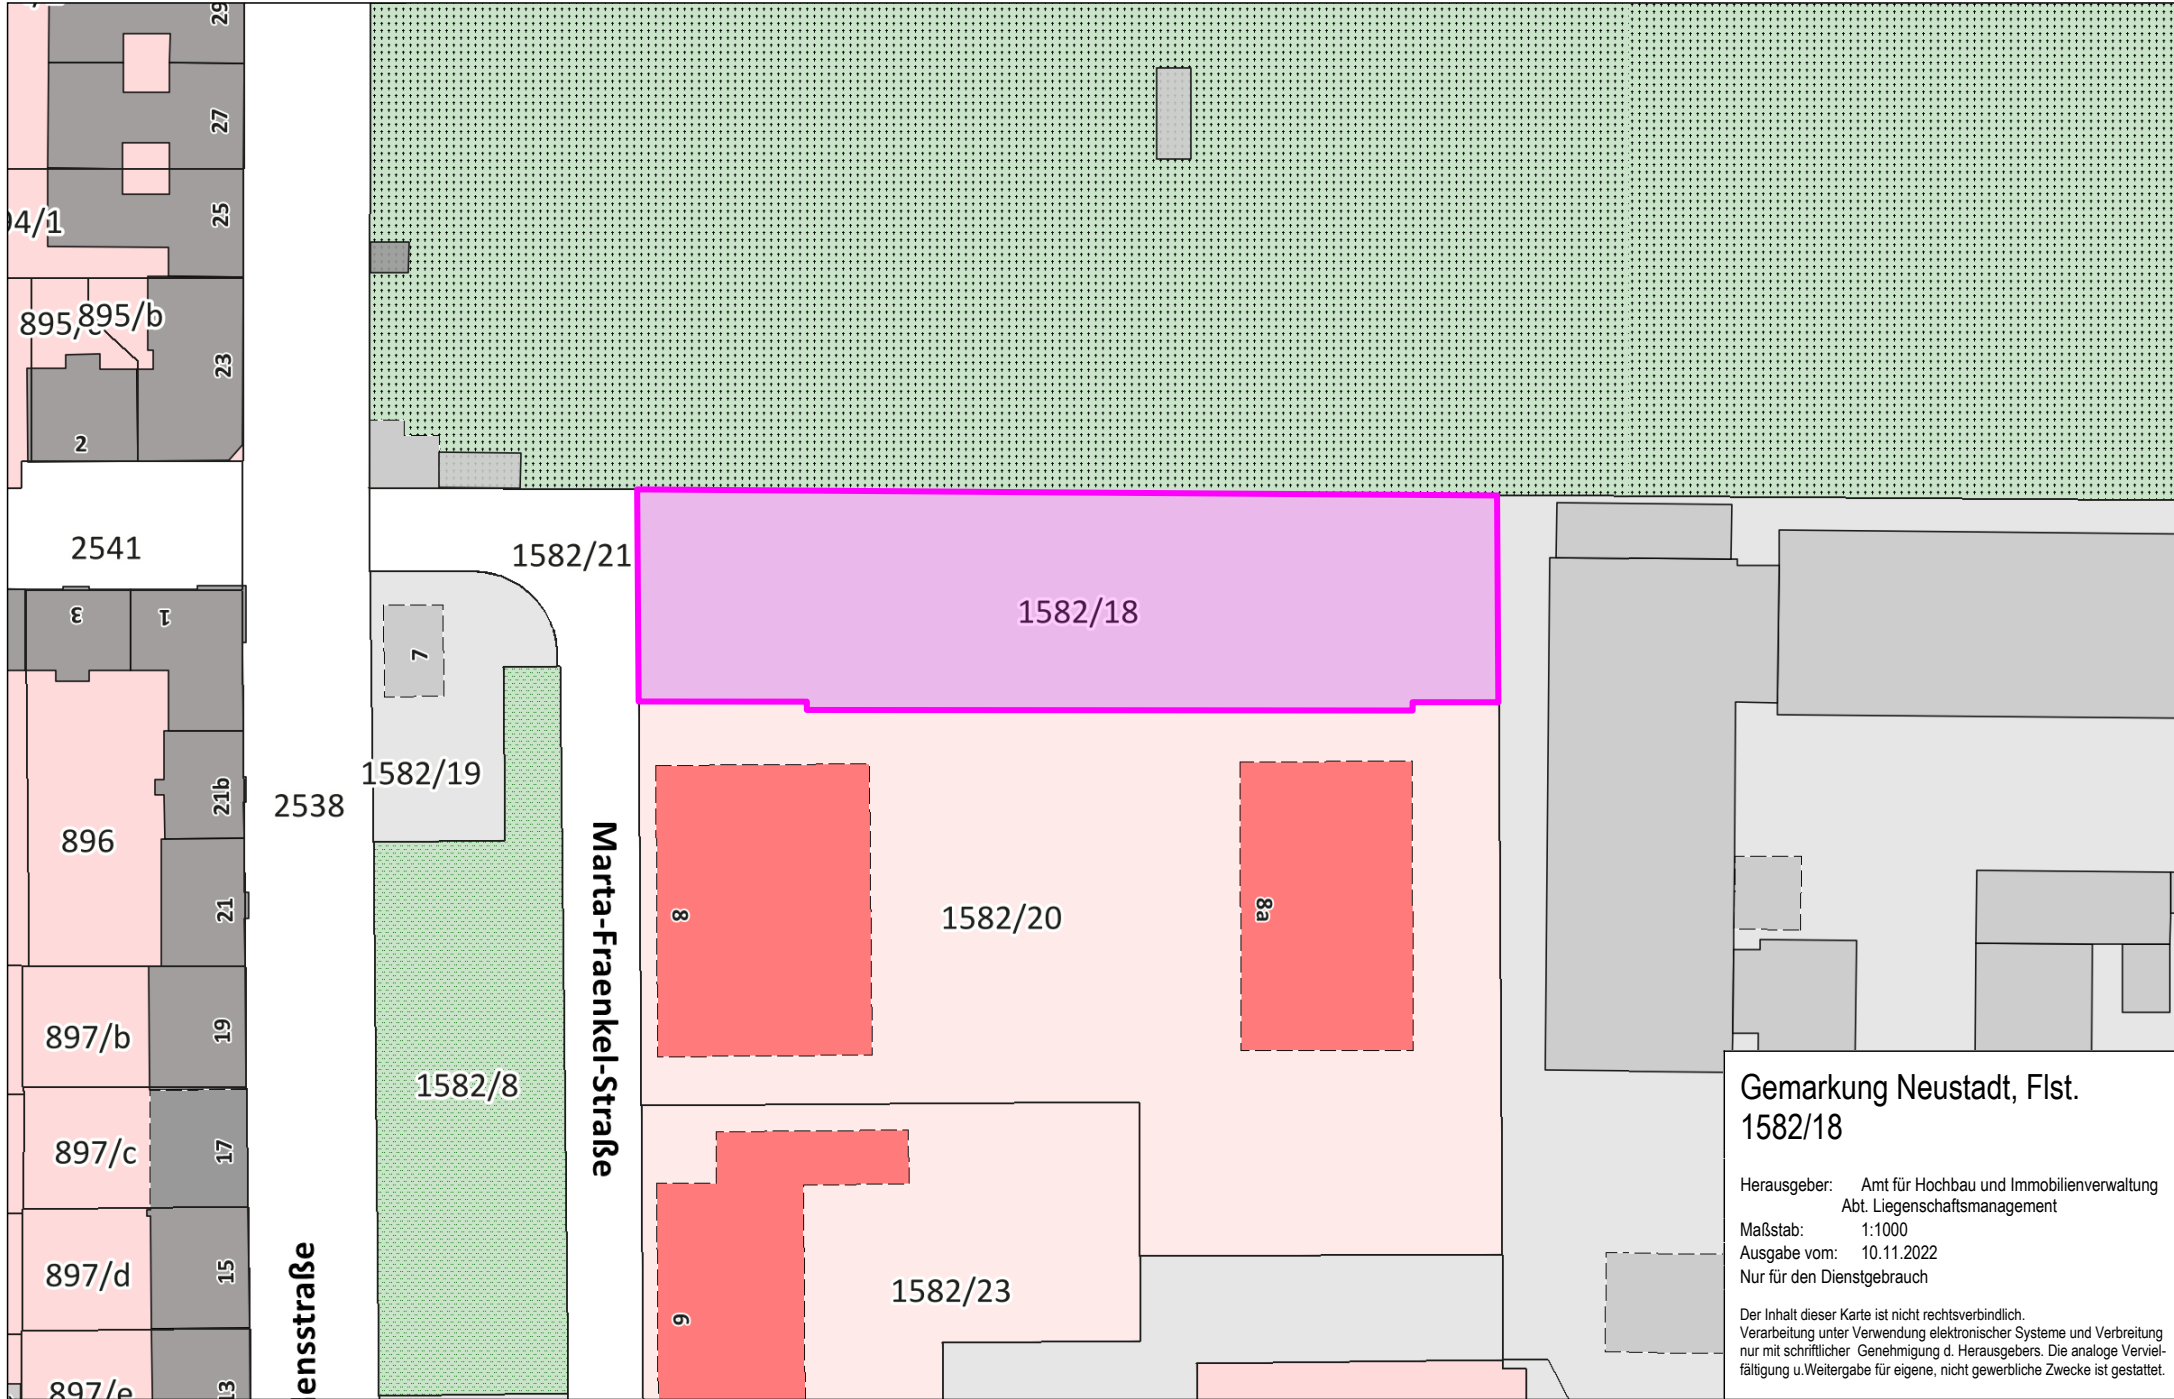 29
27
25
94/1
895/b
23
2
2541
1582/21
1582/18
3
1
7
1582/19
21b
2538
896
Marta-Fraenkel-Straße
21
8
1582/20
8a
19
897/b
1582/8
17
897/c
15
897/d
ensstraße
1582/23
9
13
897/e
Gemarkung Neustadt, Flst.
1582/18
Herausgeber: Amt für Hochbau und Immobilienverwaltung
Abt. Liegenschaftsmanagement
Maßstab: 1:1000
Ausgabe vom: 10.11.2022
Nur für den Dienstgebrauch
Der Inhalt dieser Karte ist nicht rechtsverbindlich.
Verarbeitung unter Verwendung elektronischer Systeme und Verbreitung
nur mit schriftlicher Genehmigung d. Herausgebers. Die analoge Verviel-
fältigung u.Weitergabe für eigene, nicht gewerbliche Zwecke ist gestattet.